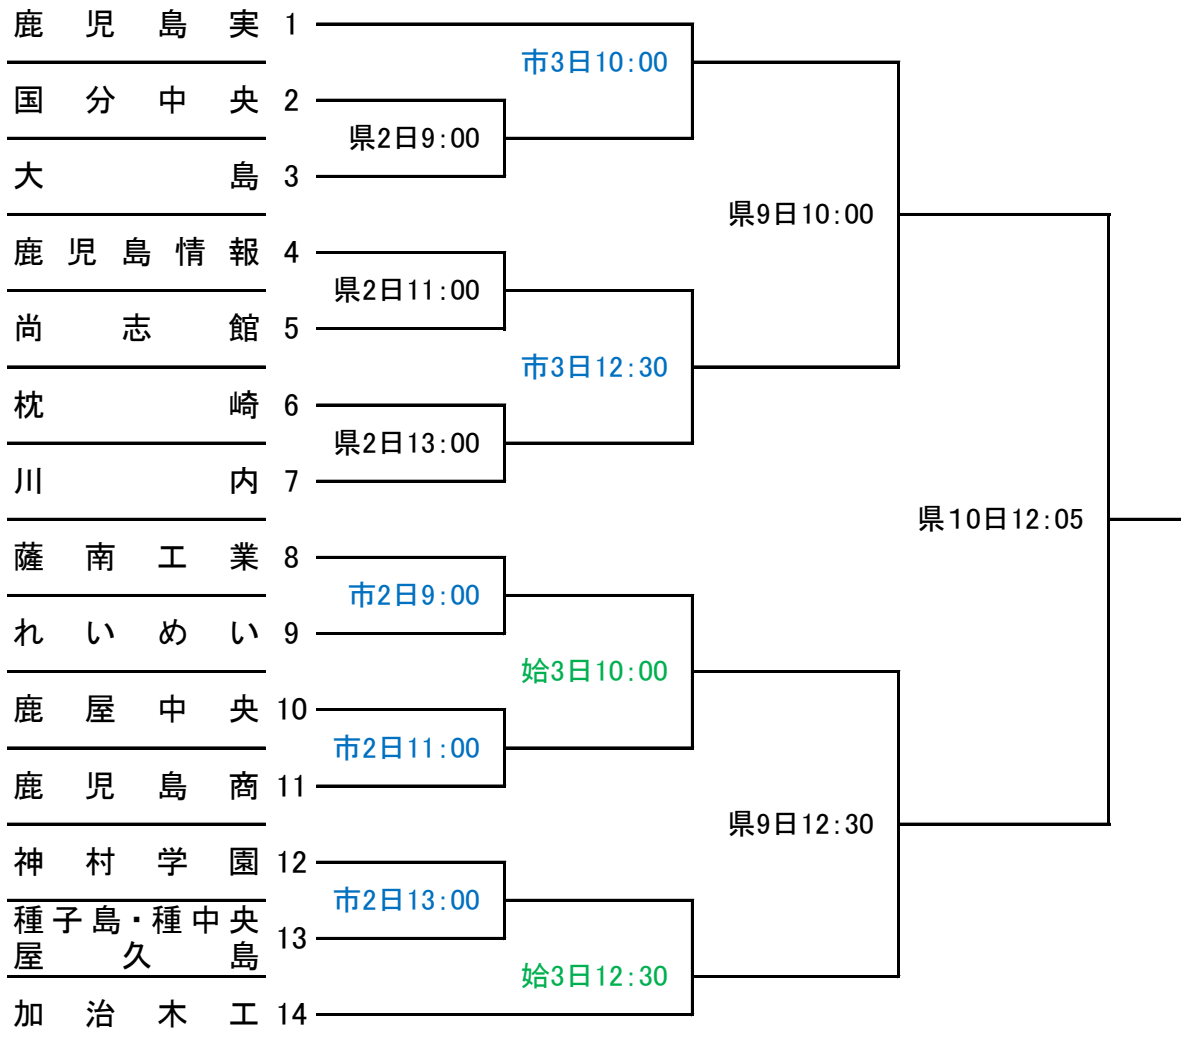 鹿児島実 1
市3日10:00
国分中央 2
県2日9:00
大島 3
県9日10:00
鹿児島情報 4
県2日11:00
尚志館 5
市3日12:30
枕崎 6
県2日13:00
川内 7
県10日12:05
薩南工業 8
市2日9:00
れいめい 9
始3日10:00
鹿屋中央 10
市2日11:00
鹿児島商 11
県9日12:30
神村学園 12
市2日13:00
種子島・種中央
屋久島 13
始3日12:30
加治木工 14